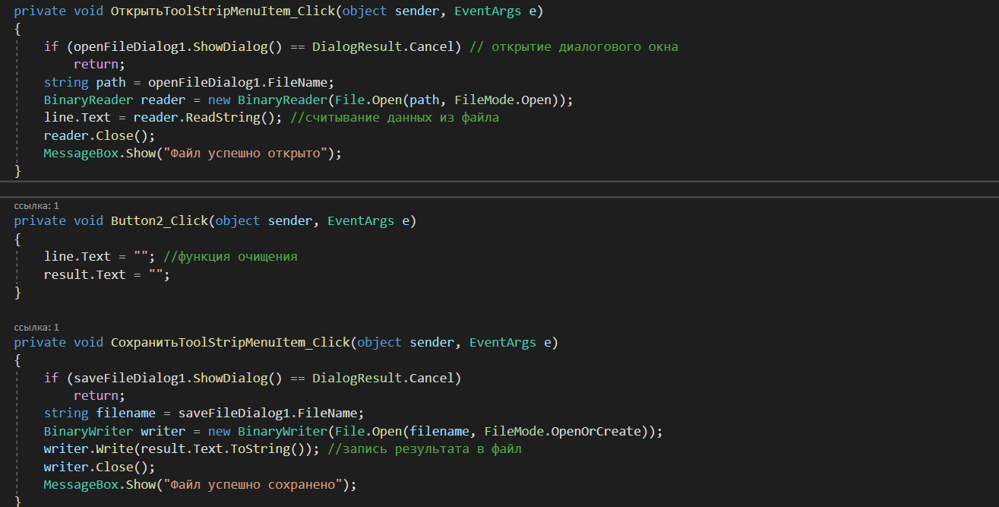 private void ОткрытьToolStripMenuItem_Click(object sender, EventArgs e)
{
if (openFileDialog1.ShowDialog() == DialogResult.Cancel) // открытие диалогового окна
return;
string path = openFileDialog1.FileName;
BinaryReader reader = new BinaryReader(File.Open(path, FileMode.Open));
line.Text = reader.ReadString(); //считывание данных из файла
reader.Close();
MessageBox.Show("Файл успешно открыто");
}
ссылка: 1
private void Button2_Click(object sender, EventArgs e)
{
line.Text = ""; //функция очищения
result.Text = "";
}
ссылка: 1
private void СохранитьToolStripMenuItem_Click(object sender, EventArgs e)
{
if (saveFileDialog1.ShowDialog() == DialogResult.Cancel)
return;
string filename = saveFileDialog1.FileName;
BinaryWriter writer = new BinaryWriter(File.Open(filename, FileMode.OpenOrCreate));
writer.Write(result.Text.ToString()); //запись результата в файл
writer.Close();
MessageBox.Show("Файл успешно сохранено");
}